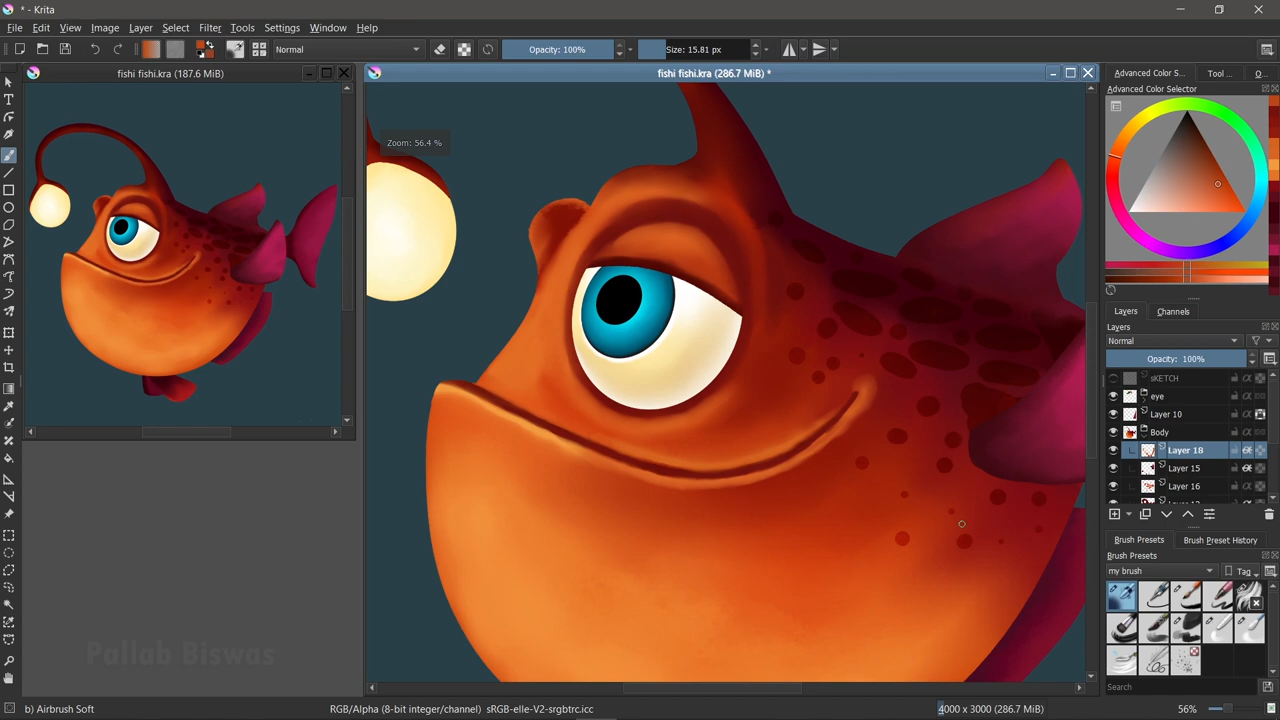 * - Krita
File Edit View Image Layer Select Filter Tools Settings Window Help
Normal Opacity: 100% Size: 15.81 px
fishi fishi.kra (187.6 MiB)
fishi fishi.kra (286.7 MiB) *
Zoom: 56.4 %
Advanced Color S... Tool ... O...
Advanced Color Selector
Layers Channels
Layers
Normal
Opacity: 100%
sKETCH
eye
Layer 10
Body
Layer 18
Layer 15
Layer 16
Brush Presets Brush Preset History
Brush Presets
my brush Tag
Search
Pallab Biswas
b) Airbrush Soft RGB/Alpha (8-bit integer/channel) sRGB-elle-V2-srgbtrc.icc 4000 x 3000 (286.7 MiB) 56%